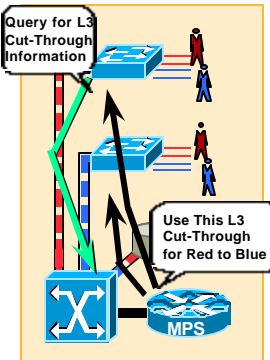 Query for L3
Cut-Through
Information
Use This L3
Cut-Through
for Red to Blue
MPS